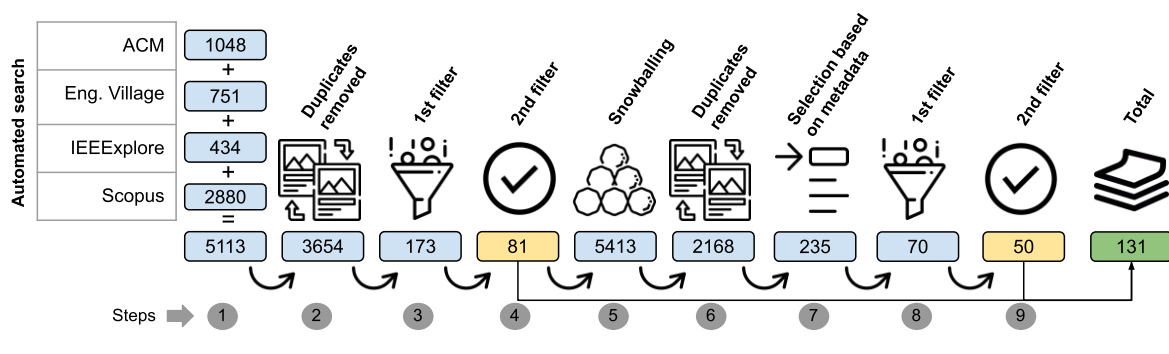 Automated search
ACM
1048
+
Eng. Village
751
+
IEEExplore
434
+
Scopus
2880
=
Duplicates
removed
1st filter
2nd filter
Snowballing
Duplicates
removed
Selection based
on metadata
1st filter
2nd filter
Total
5113
3654
173
81
5413
2168
235
70
50
131
Steps
1
2
3
4
5
6
7
8
9